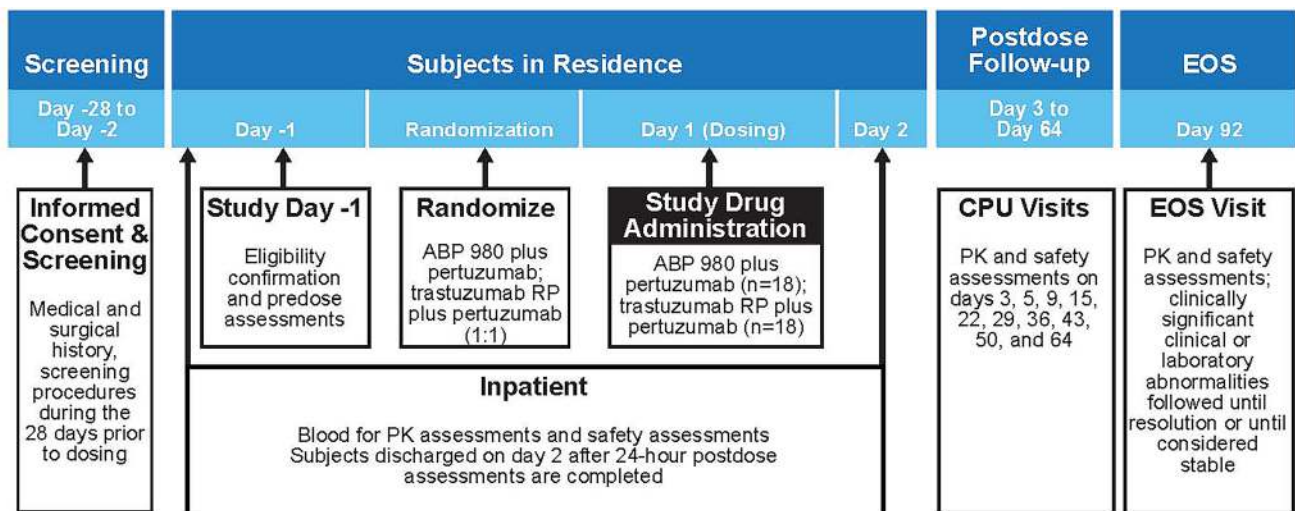 Screening
Subjects in Residence
Postdose
Follow-up
EOS
Day -28 to
Day -2
Day -1
Randomization
Day 1 (Dosing)
Day 2
Day 3 to
Day 64
Day 92
Informed
Consent &
Screening
Medical and
surgical
history,
screening
procedures
during the
28 days prior
to dosing
Study Day -1
Eligibility
confirmation
and predose
assessments
Randomize
ABP 980 plus
pertuzumab;
trastuzumab RP
plus pertuzumab
(1:1)
Study Drug
Administration
ABP 980 plus
pertuzumab (n=18);
trastuzumab RP plus
pertuzumab (n=18)
Inpatient
Blood for PK assessments and safety assessments
Subjects discharged on day 2 after 24-hour postdose
assessments are completed
CPU Visits
PK and safety
assessments on
days 3, 5, 9, 15,
22, 29, 36, 43,
50, and 64
EOS Visit
PK and safety
assessments;
clinically
significant
clinical or
laboratory
abnormalities
followed until
resolution or until
considered
stable